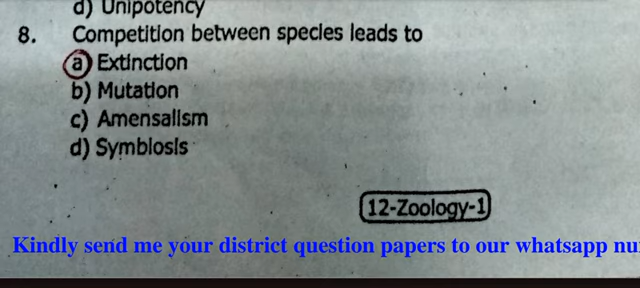 d) Unipotency
8. Competition between species leads to
a) Extinction
b) Mutation
c) Amensalism
d) Symbiosis
12-Zoology-1
Kindly send me your district question papers to our whatsapp